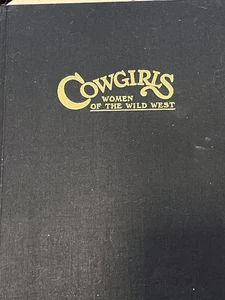 COWGIRLS
WOMEN
OF THE WILD WEST